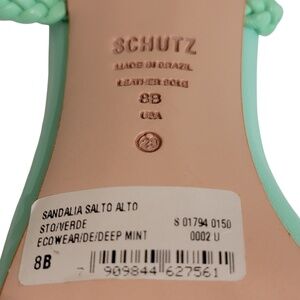 SCHUTZ
MADE IN BRAZIL
LEATHER SOLE
8B
USA
SANDALIA SALTO ALTO
STO/VERDE S 01794 0150
ECOWEAR/DE/DEEP MINT 0002 U
8B
7 909844 627561